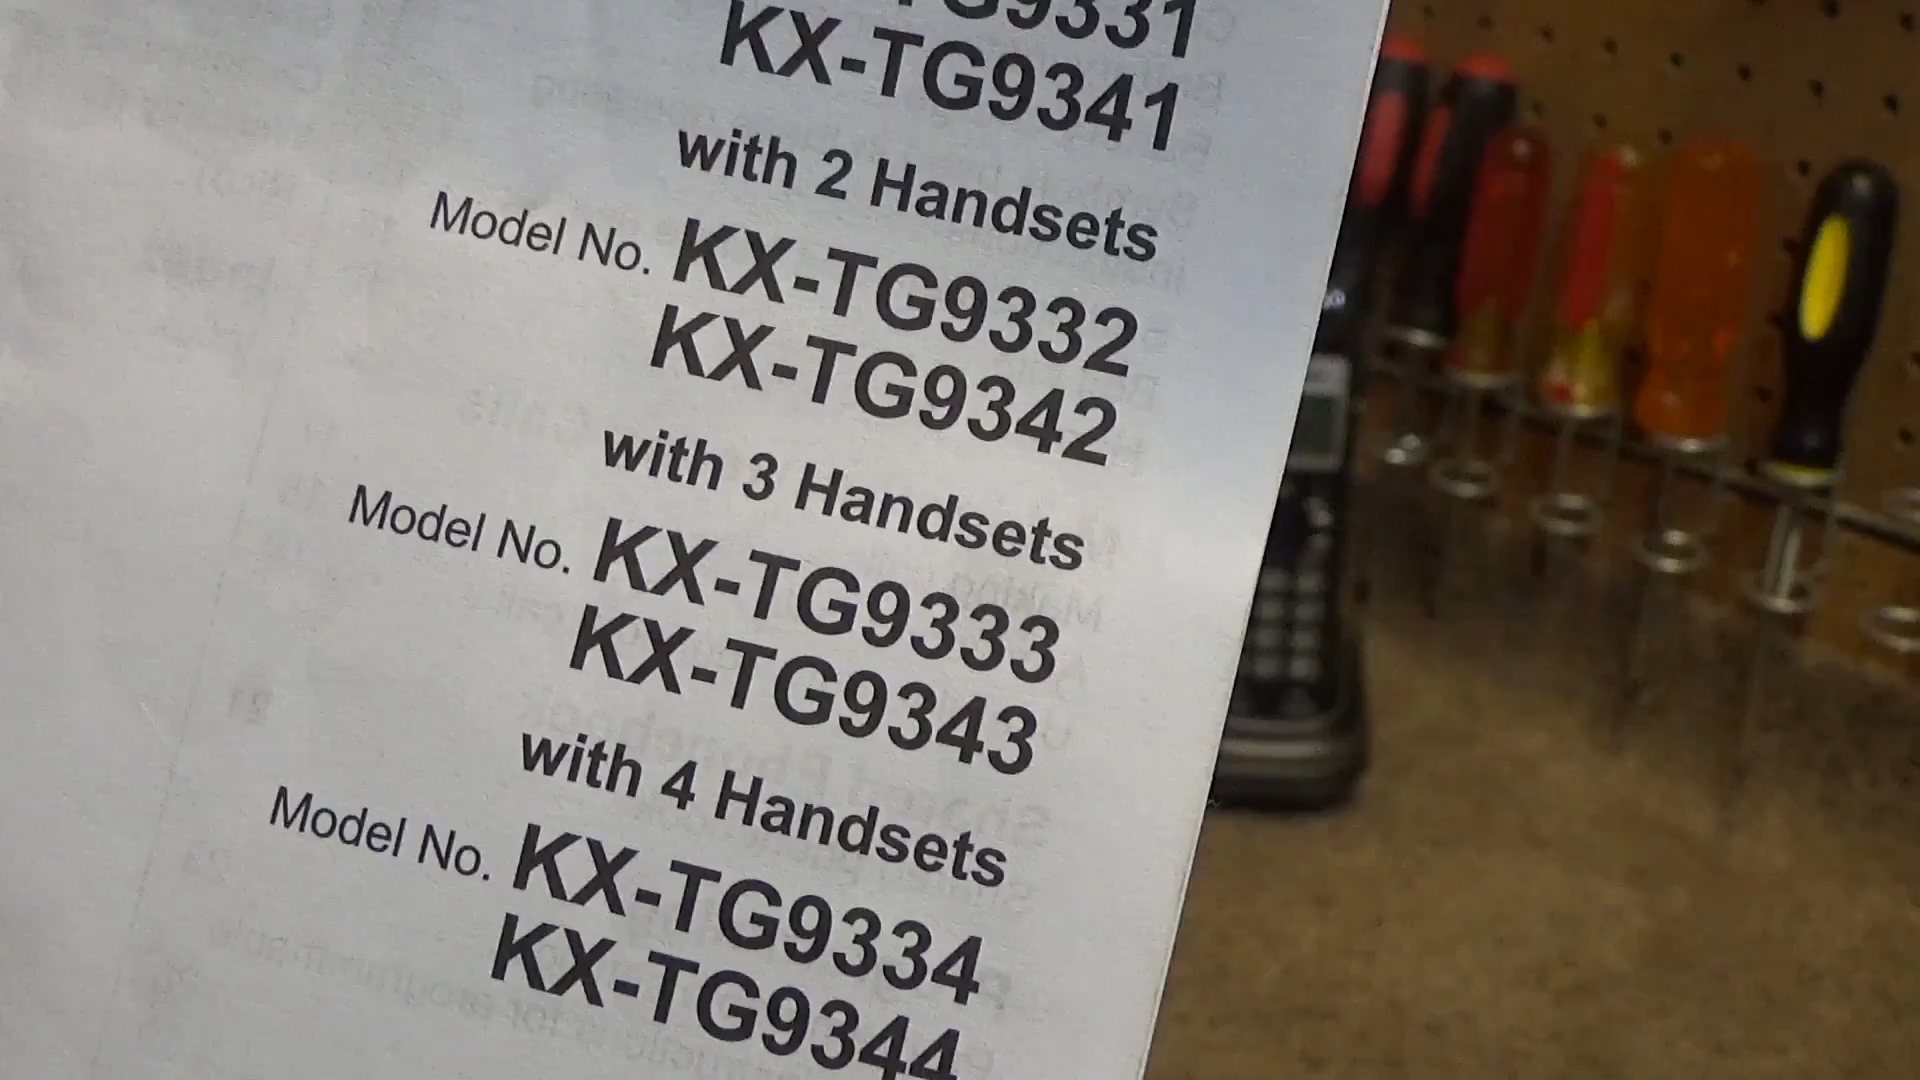 TG9331
KX-TG9341
with 2 Handsets
Model No. KX-TG9332
KX-TG9342
with 3 Handsets
Model No. KX-TG9333
KX-TG9343
with 4 Handsets
Model No. KX-TG9334
KX-TG9344